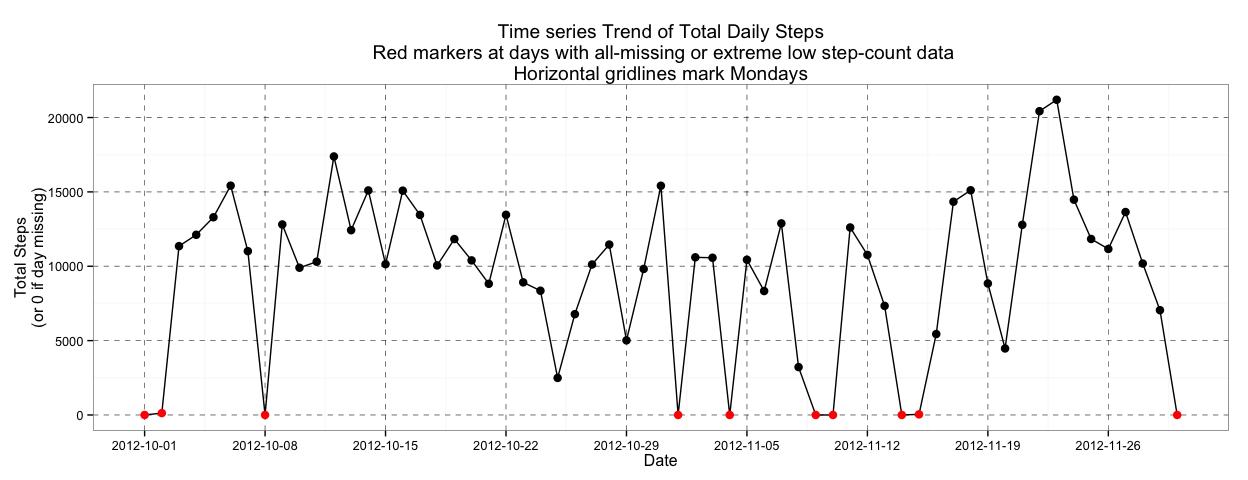 Time series Trend of Total Daily Steps
Red markers at days with all-missing or extreme low step-count data
Horizontal gridlines mark Mondays
Total Steps
(or 0 if day missing)
20000
15000
10000
5000
0
2012-10-01 2012-10-08 2012-10-15 2012-10-22 2012-10-29 2012-11-05 2012-11-12 2012-11-19 2012-11-26
Date